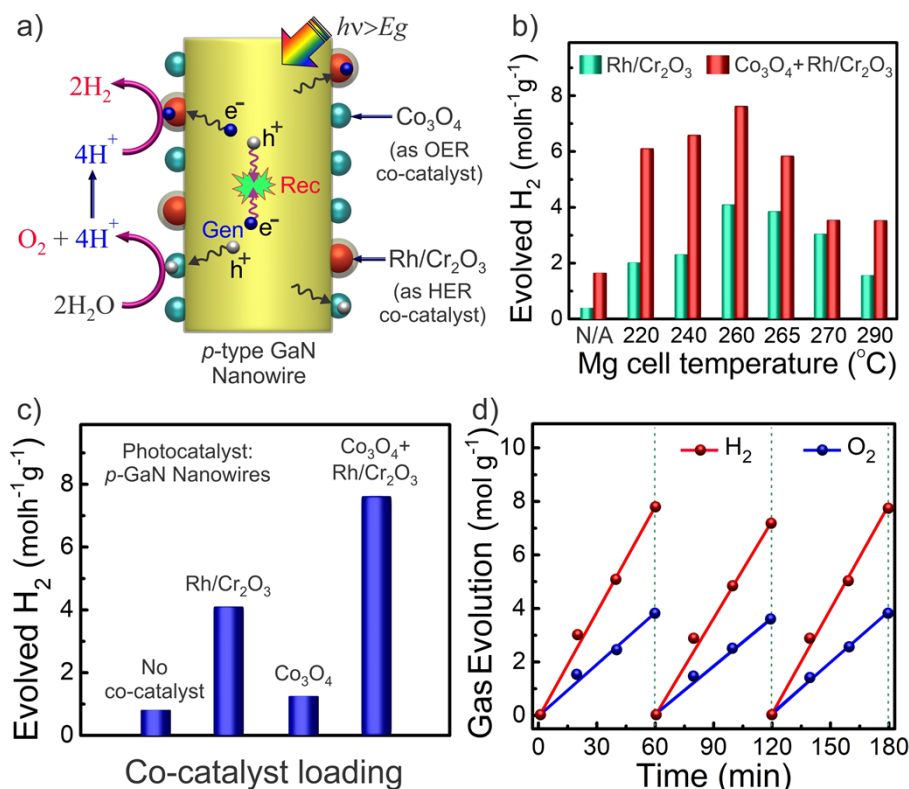 a)
hν>Eg
2H₂
e⁻
h⁺
4H⁺
Rec
Gen
e⁻
O₂ + 4H⁺
h⁺
2H₂O
Co₃O₄
(as OER
co-catalyst)
Rh/Cr₂O₃
(as HER
co-catalyst)
p-type GaN
Nanowire
b)
Evolved H₂ (molh⁻¹g⁻¹)
Rh/Cr₂O₃ Co₃O₄+Rh/Cr₂O₃
8
6
4
2
0
N/A 220 240 260 265 270 290
Mg cell temperature (°C)
c)
Evolved H₂ (molh⁻¹g⁻¹)
8
6
4
2
0
Photocatalyst:
p-GaN Nanowires
Co₃O₄+
Rh/Cr₂O₃
Rh/Cr₂O₃
No
co-catalyst
Co₃O₄
Co-catalyst loading
d)
Gas Evolution (mol g⁻¹)
H₂ O₂
10
8
6
4
2
0
0 30 60 90 120 150 180
Time (min)